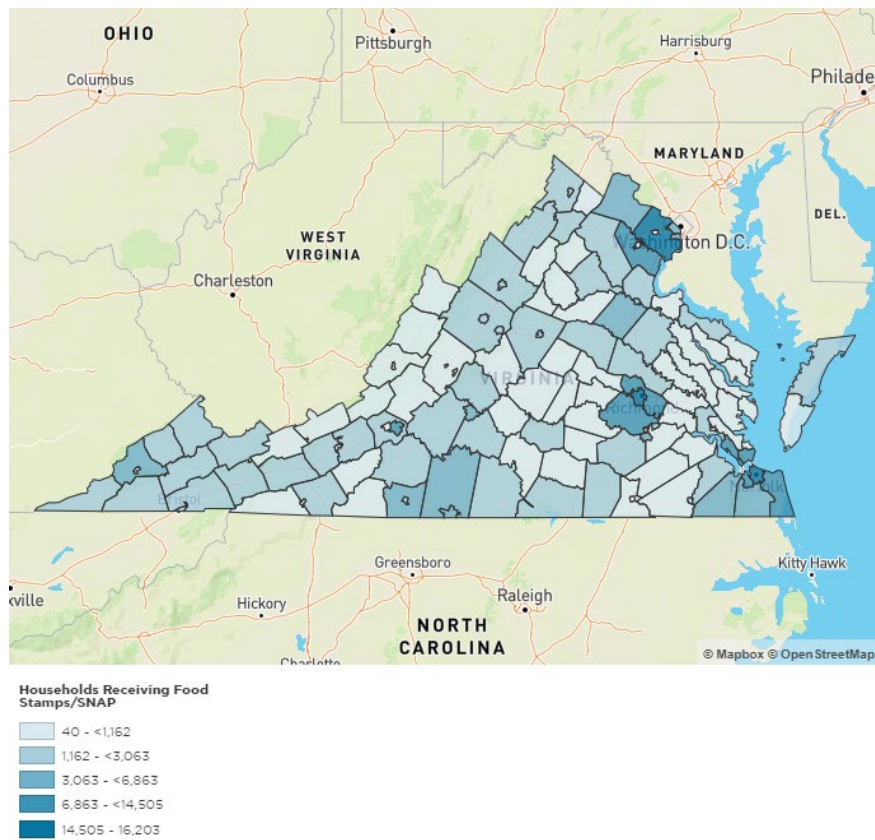 OHIO
Pittsburgh
Harrisburg
Columbus
Philade
MARYLAND
DEL.
WEST
VIRGINIA
Washington D.C.
Charleston
VIRGINIA
Richmond
Bristol
Norfolk
Kitty Hawk
Greensboro
xville
Hickory
Raleigh
NORTH
CAROLINA
Charlotte
© Mapbox © OpenStreetMap
Households Receiving Food
Stamps/SNAP
40 - <1,162
1,162 - <3,063
3,063 - <6,863
6,863 - <14,505
14,505 - 16,203